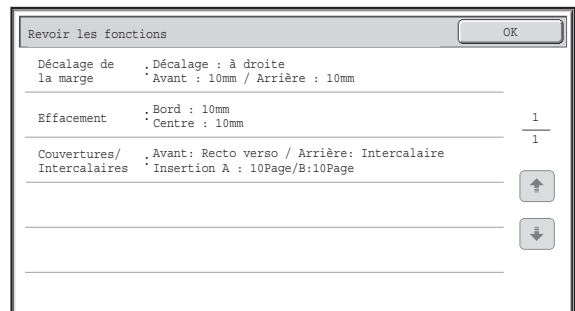 Revoir les fonctions
OK
Décalage de la marge : Décalage : à droite
Avant : 10mm / Arrière : 10mm
Effacement : Bord : 10mm
Centre : 10mm
Couvertures/ Intercalaires : Avant: Recto verso / Arrière: Intercalaire
Insertion A : 10Page/B:10Page
1
1